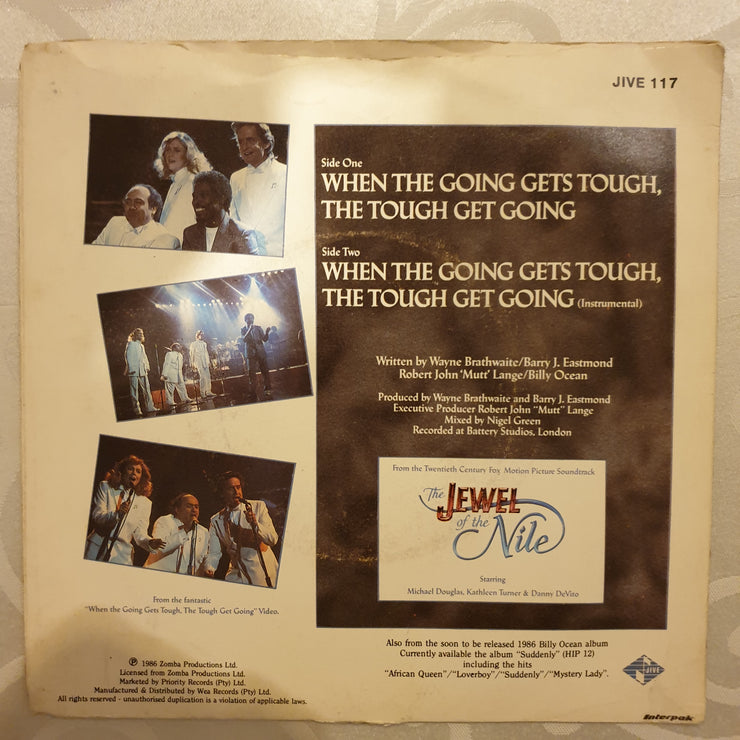 JIVE 117
Side One
WHEN THE GOING GETS TOUGH,
THE TOUGH GET GOING
Side Two
WHEN THE GOING GETS TOUGH,
THE TOUGH GET GOING (Instrumental)
Written by Wayne Brathwaite/Barry J. Eastmond
Robert John 'Mutt' Lange/Billy Ocean
Produced by Wayne Brathwaite and Barry J. Eastmond
Executive Producer Robert John "Mutt" Lange
Mixed by Nigel Green
Recorded at Battery Studios, London
From the Twentieth Century Fox Motion Picture Soundtrack
The JEWEL
of the
Nile
Starring
Michael Douglas, Kathleen Turner & Danny DeVito
From the fantastic
"When the Going Gets Tough, The Tough Get Going" Video.
℗ 1986 Zomba Productions Ltd.
Licensed from Zomba Productions Ltd.
Marketed by Priority Records (Pty) Ltd.
Manufactured & Distributed by Wea Records (Pty) Ltd.
All rights reserved - unauthorised duplication is a violation of applicable laws.
Also from the soon to be released 1986 Billy Ocean album
Currently available the album "Suddenly" (HIP 12)
including the hits
"African Queen"/"Loverboy"/"Suddenly"/"Mystery Lady".
JIVE
Interpak